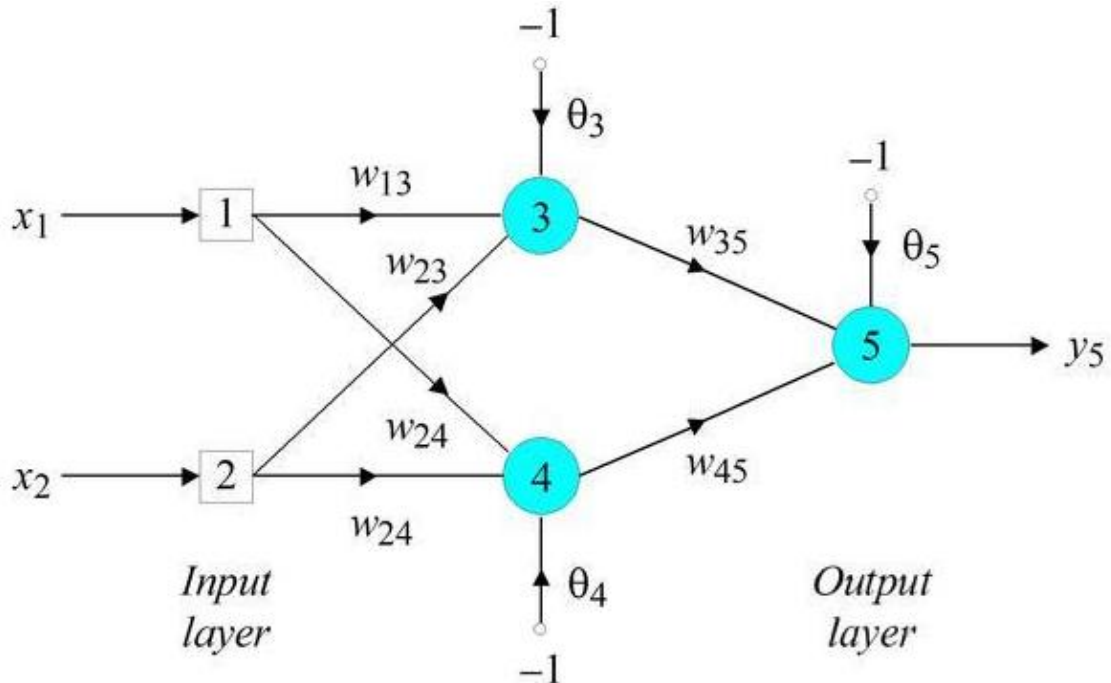 –1
θ3
–1
w13
x1
1
3
w35
θ5
w23
5
y5
w24
w45
x2
2
4
w24
θ4
Input
layer
Output
layer
–1